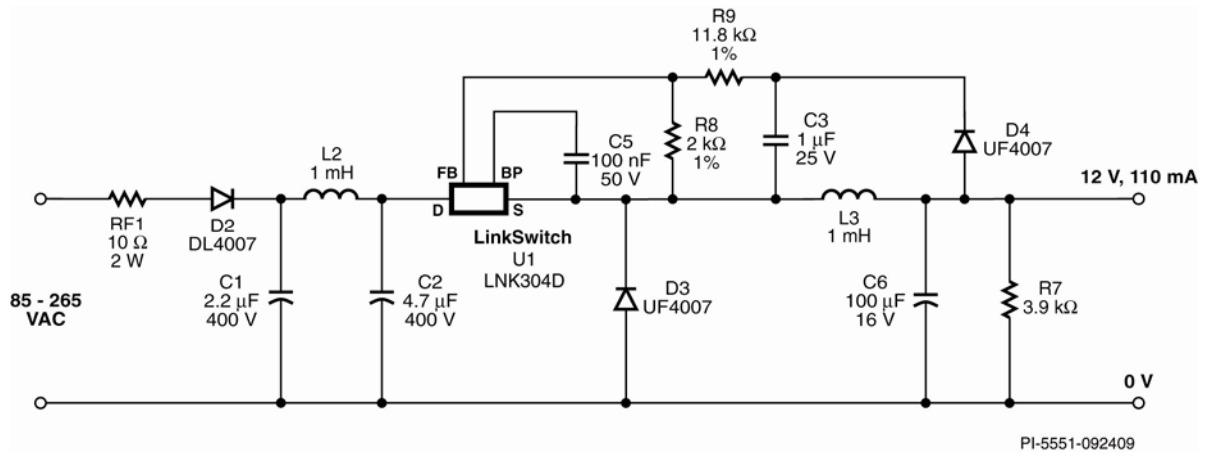 R9
11.8 kΩ
1%
C3
1 μF
25 V
D4
UF4007
R8
2 kΩ
1%
C5
100 nF
50 V
L2
1 mH
FB
BP
D
S
12 V, 110 mA
RF1
10 Ω
2 W
D2
DL4007
LinkSwitch
U1
LNK304D
L3
1 mH
85 - 265
VAC
C1
2.2 μF
400 V
C2
4.7 μF
400 V
D3
UF4007
C6
100 μF
16 V
R7
3.9 kΩ
0 V
PI-5551-092409